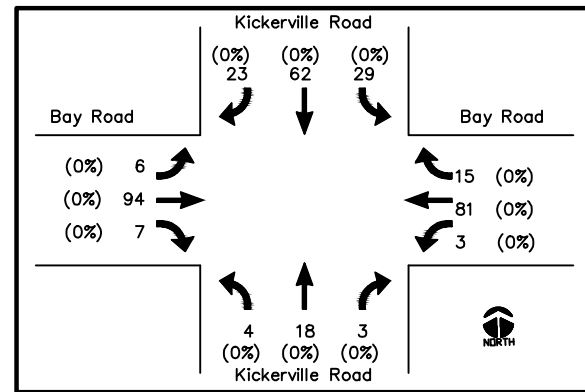 Kickerville Road
(0%) (0%) (0%)
23 62 29
Bay Road
Bay Road
(0%) 6
(0%) 94
(0%) 7
15 (0%)
81 (0%)
3 (0%)
4 18 3
(0%) (0%) (0%)
Kickerville Road
NORTH